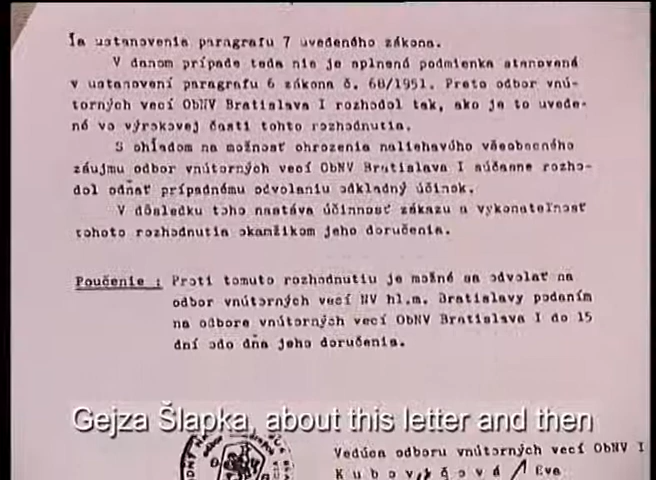 ĺa ustanovenia paragrafu 7 uvedeného zákona.
V danom prípade teda nie je splnená podmienka stanovená
v ustanovení paragrafu 6 zákona č. 68/1951. Preto odbor vnú-
torných vecí ObNV Bratislava I rozhodol tak, ako je to uvede-
né vo výrokovej časti tohto rozhodnutia.
S ohľadom na možnosť ohrozenia naliehavého všeobecného
záujmu odbor vnútorných vecí ObNV Bratislava I súčasne rozho-
dol odňať prípadnému odvolaniu odkladný účinok.
V dôsledku toho nastáva účinnosť zákazu a vykonateľnosť
tohoto rozhodnutia okamžikom jeho doručenia.
Poučenie : Proti tomuto rozhodnutiu je možné sa odvolať na
odbor vnútorných vecí NV hl.m. Bratislavy podaním
na odbore vnútorných vecí ObNV Bratislava I do 15
dní odo dňa jeho doručenia.
Gejza Šlapka, about this letter and then
Vedúca odboru vnútorných vecí ObNV I
Eva